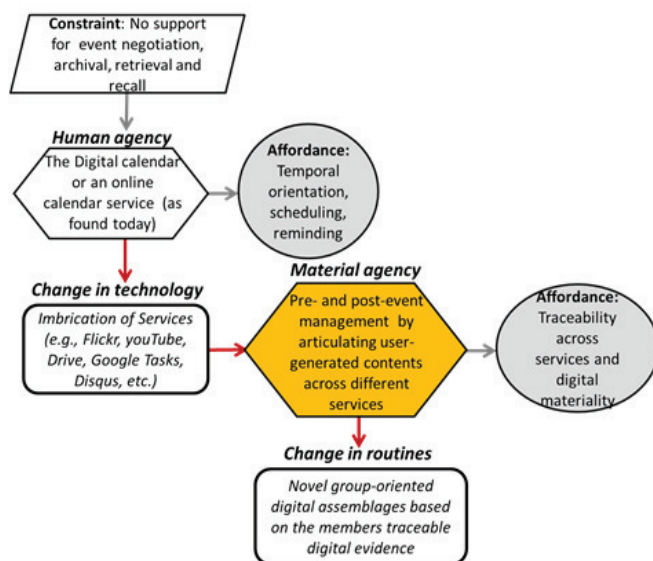 Constraint: No support
for event negotiation,
archival, retrieval and
recall
Human agency
The Digital calendar
or an online
calendar service (as
found today)
Affordance:
Temporal
orientation,
scheduling,
reminding
Change in technology
Imbrication of Services
(e.g., Flickr, youTube,
Drive, Google Tasks,
Disqus, etc.)
Material agency
Pre- and post-event
management by
articulating user-
generated contents
across different
services
Affordance:
Traceability
across
services and
digital
materiality
Change in routines
Novel group-oriented
digital assemblages based
on the members traceable
digital evidence